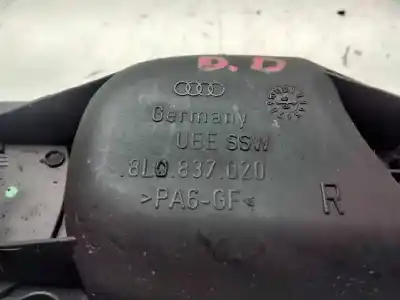 D.D
Germany
UBE SSW
8L0.837.020
>PA6-GF<
R